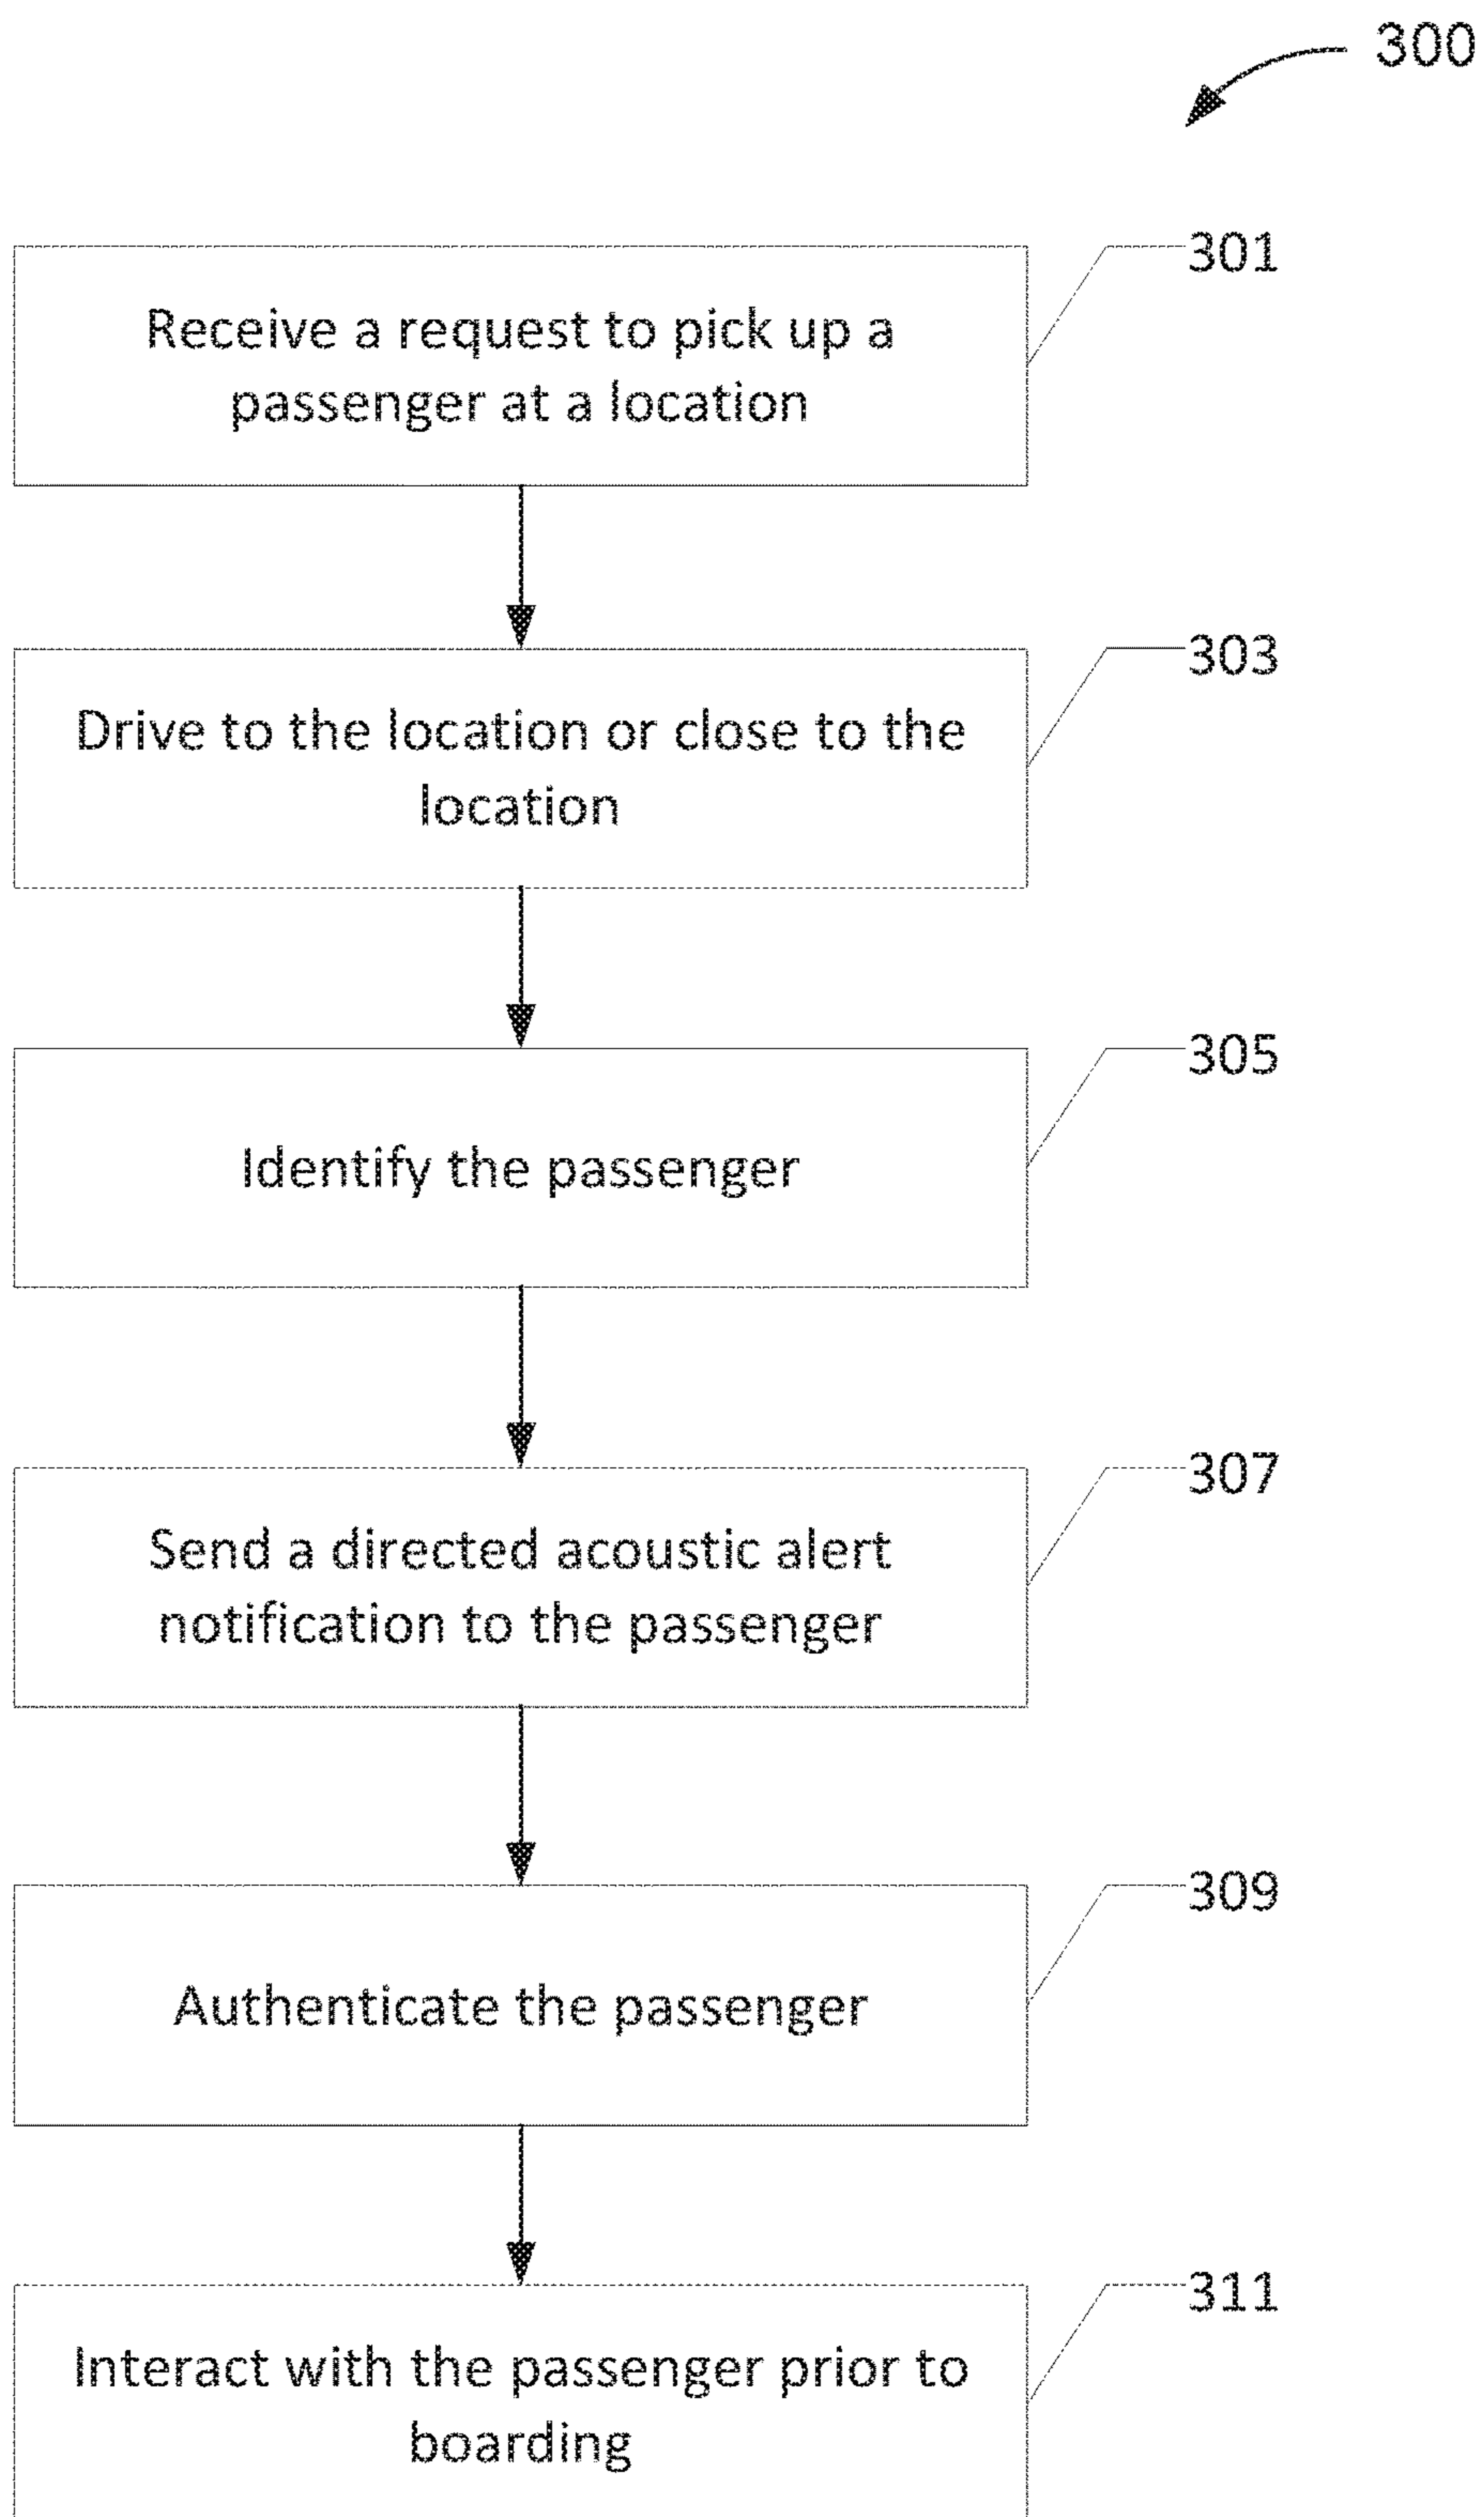 300
301
Receive a request to pick up a
passenger at a location
303
Drive to the location or close to the
location
305
Identify the passenger
307
Send a directed acoustic alert
notification to the passenger
309
Authenticate the passenger
311
Interact with the passenger prior to
boarding